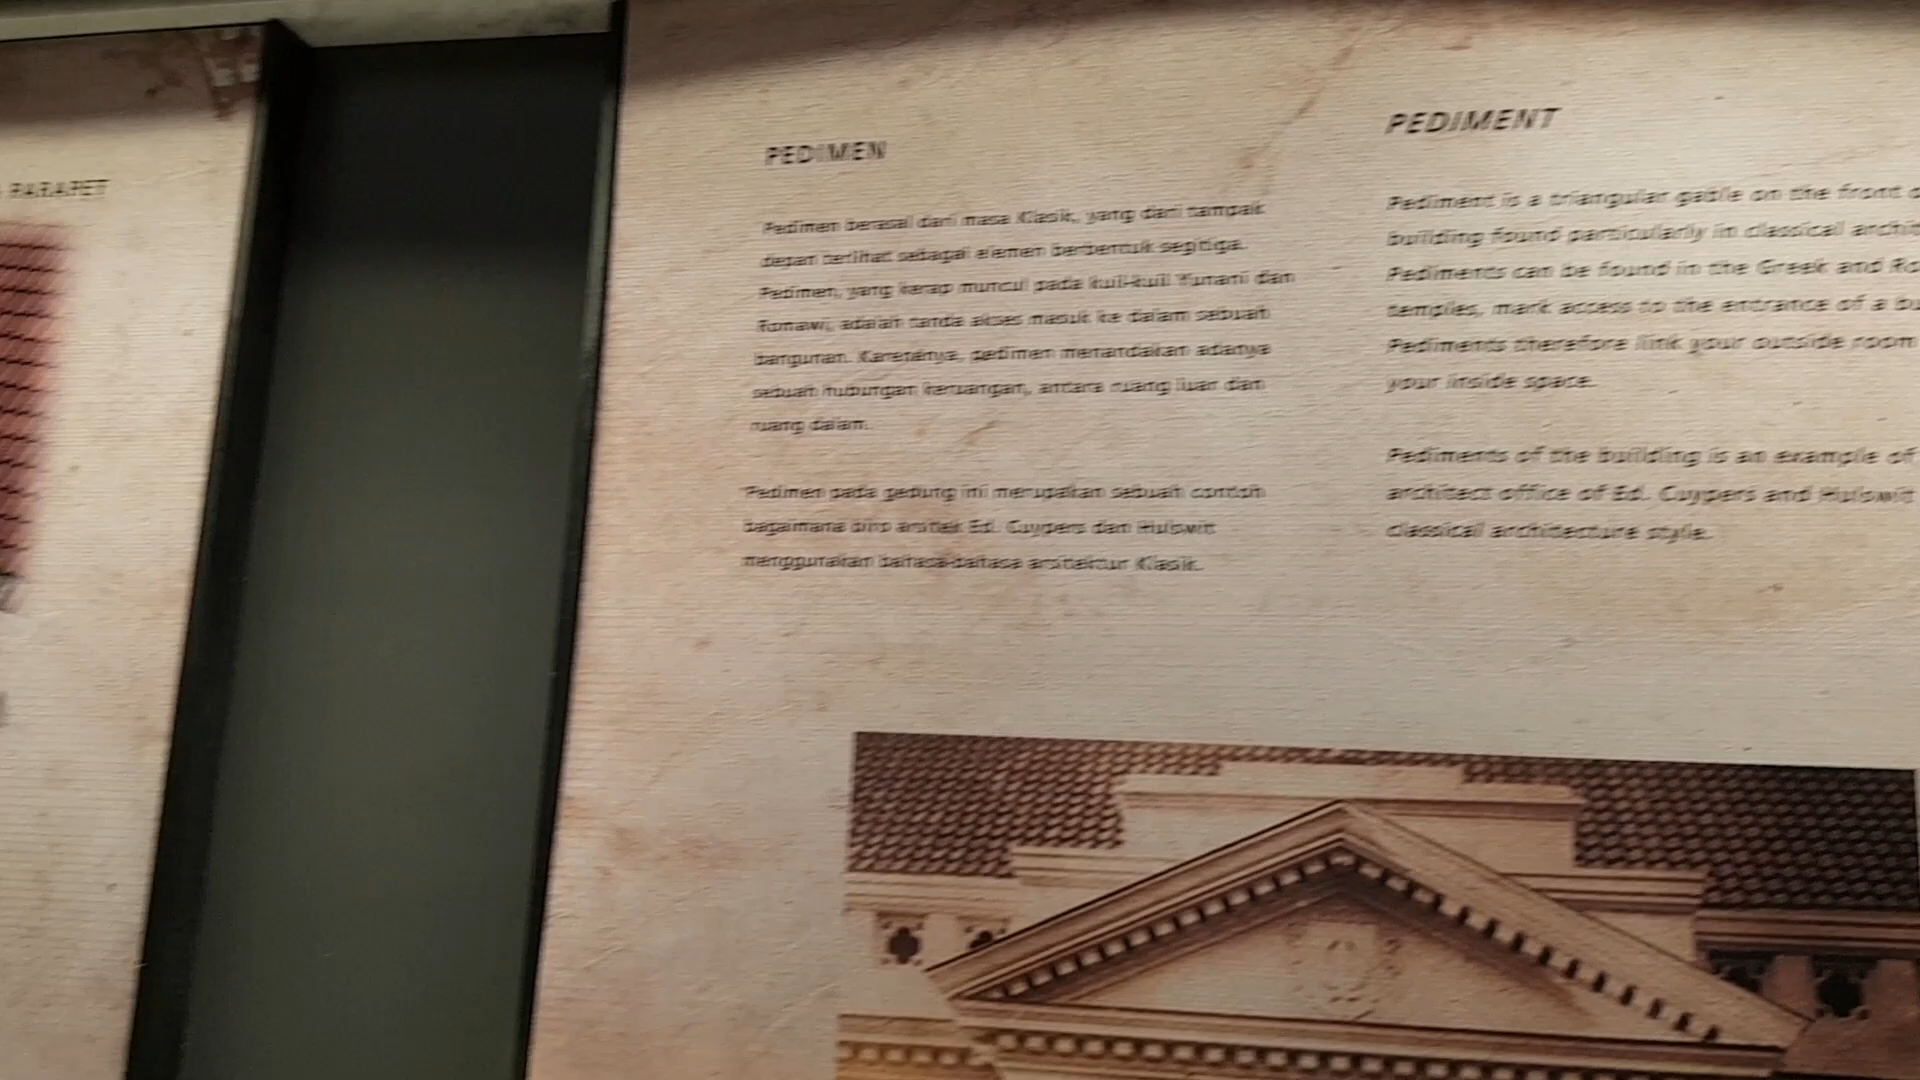 PARAPET
PEDIMEN
Pedimen berasal dari masa Klasik, yang dari tampak
depan terlihat sebagai elemen berbentuk segitiga.
Pedimen, yang kerap muncul pada kuil-kuil Yunani dan
Romawi, adalah tanda akses masuk ke dalam sebuah
bangunan. Karenanya, pedimen menandakan adanya
sebuah hubungan keruangan, antara ruang luar dan
ruang dalam.
Pedimen pada gedung ini merupakan sebuah contoh
bagaimana biro arsitek Ed. Cuypers dan Hulswit
menggunakan bahasa-bahasa arsitektur Klasik.
PEDIMENT
Pediment is a triangular gable on the front
building found particularly in classical
Pediments can be found in the Greek and
temples, mark access to the entrance of a
Pediments therefore link your outside room
your inside space.
Pediments of the building is an example of
architect office of Ed. Cuypers and Hulswit
classical architecture style.